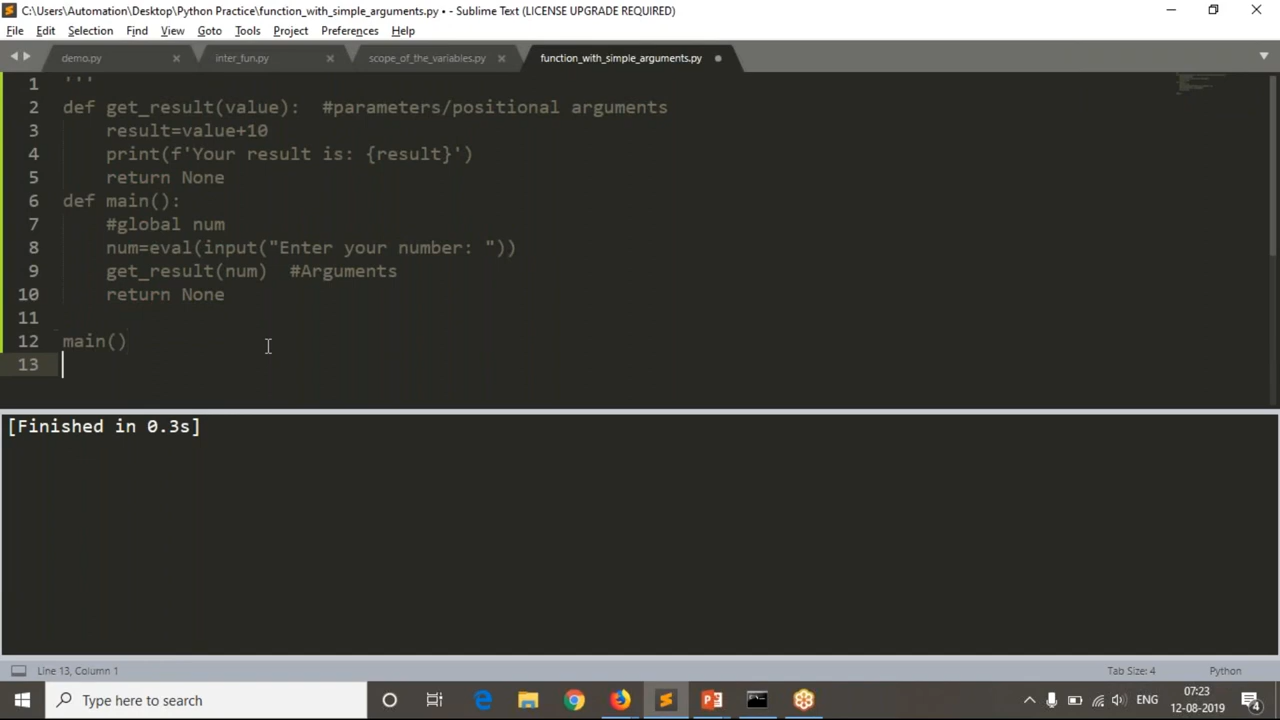 C:\Users\Automation\Desktop\Python Practice\function_with_simple_arguments.py • - Sublime Text (LICENSE UPGRADE REQUIRED)
File Edit Selection Find View Goto Tools Project Preferences Help
demo.py inter_fun.py scope_of_the_variables.py function_with_simple_arguments.py
1 '''
2 def get_result(value):  #parameters/positional arguments
3     result=value+10
4     print(f'Your result is: {result}')
5     return None
6 def main():
7     #global num
8     num=eval(input("Enter your number: "))
9     get_result(num)  #Arguments
10     return None
11
12 main()
13
[Finished in 0.3s]
Line 13, Column 1 Tab Size: 4 Python
Type here to search ENG 07:23
12-08-2019 4